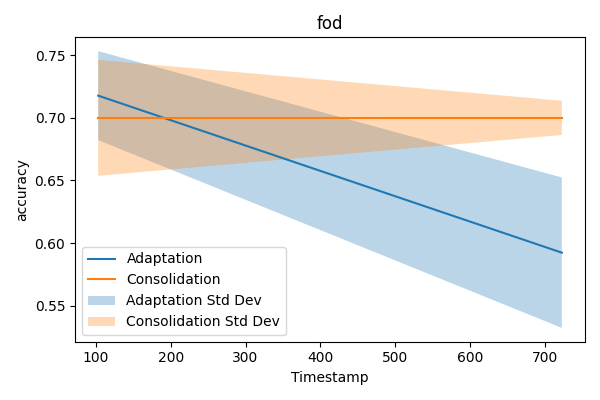 fod
0.75
0.70
0.65
0.60
0.55
accuracy
Adaptation
Consolidation
Adaptation Std Dev
Consolidation Std Dev
100 200 300 400 500 600 700
Timestamp